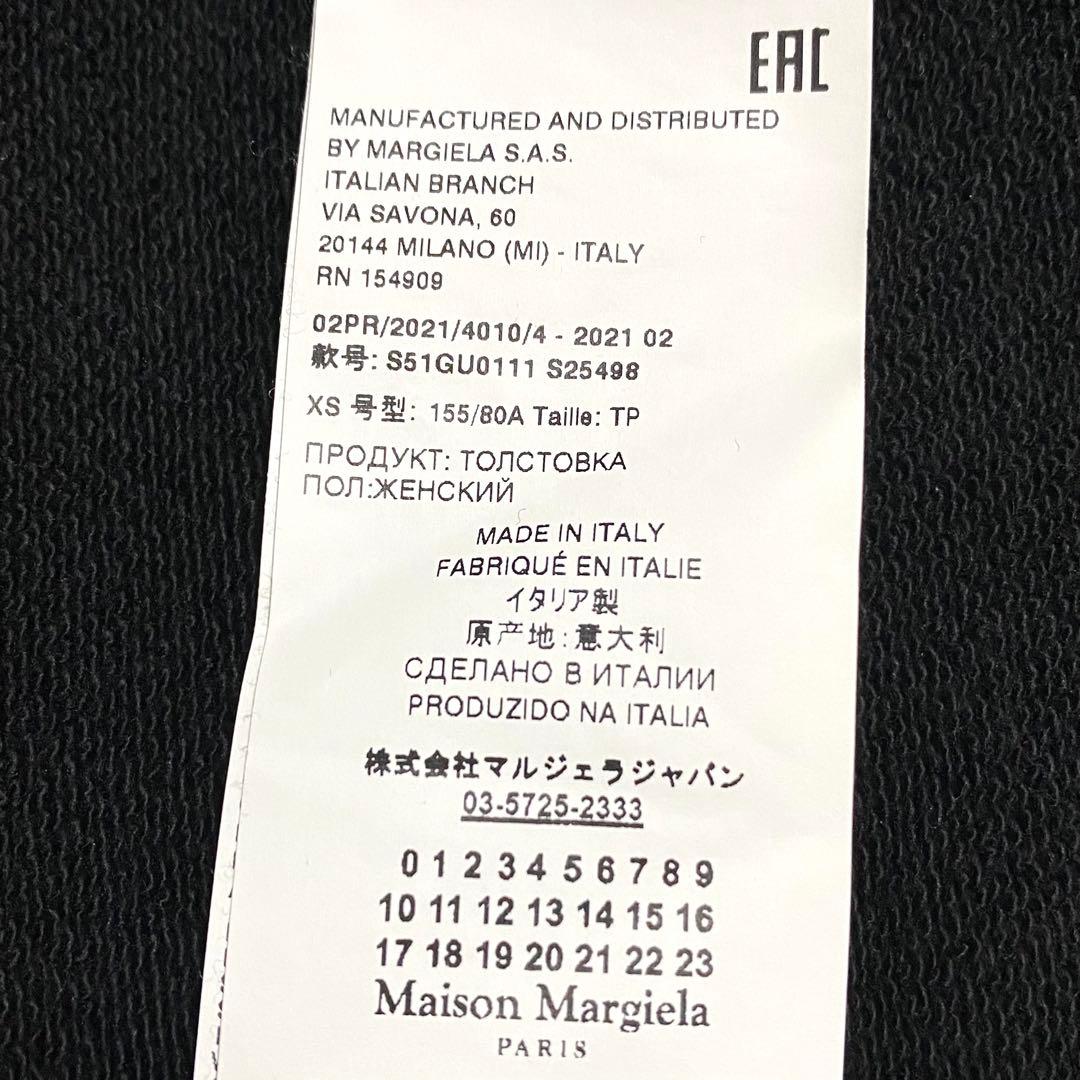 EAC
MANUFACTURED AND DISTRIBUTED
BY MARGIELA S.A.S.
ITALIAN BRANCH
VIA SAVONA, 60
20144 MILANO (MI) - ITALY
RN 154909
02PR/2021/4010/4 - 2021 02
款号: S51GU0111 S25498
XS 号型: 155/80A Taille: TP
ПРОДУКТ: ТОЛСТОВКА
ПОЛ:ЖЕНСКИЙ
MADE IN ITALY
FABRIQUÉ EN ITALIE
イタリア製
原产地:意大利
СДЕЛАНО В ИТАЛИИ
PRODUZIDO NA ITALIA
株式会社マルジェラジャパン
03-5725-2333
0 1 2 3 4 5 6 7 8 9
10 11 12 13 14 15 16
17 18 19 20 21 22 23
Maison Margiela
PARIS